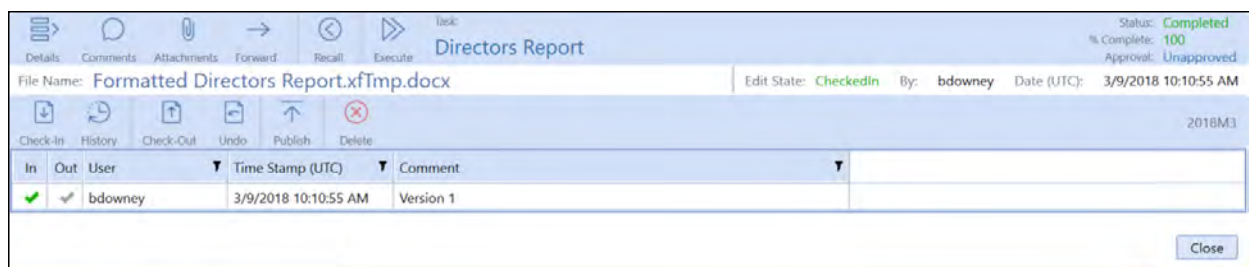 Task:
Directors Report
Details Comments Attachments Forward Recall Execute
Status: Completed
% Complete: 100
Approval: Unapproved
File Name: Formatted Directors Report.xfTmp.docx Edit State: CheckedIn By: bdowney Date (UTC): 3/9/2018 10:10:55 AM
Check-In History Check-Out Undo Publish Delete 2018M3
In Out User Time Stamp (UTC) Comment
bdowney 3/9/2018 10:10:55 AM Version 1
Close